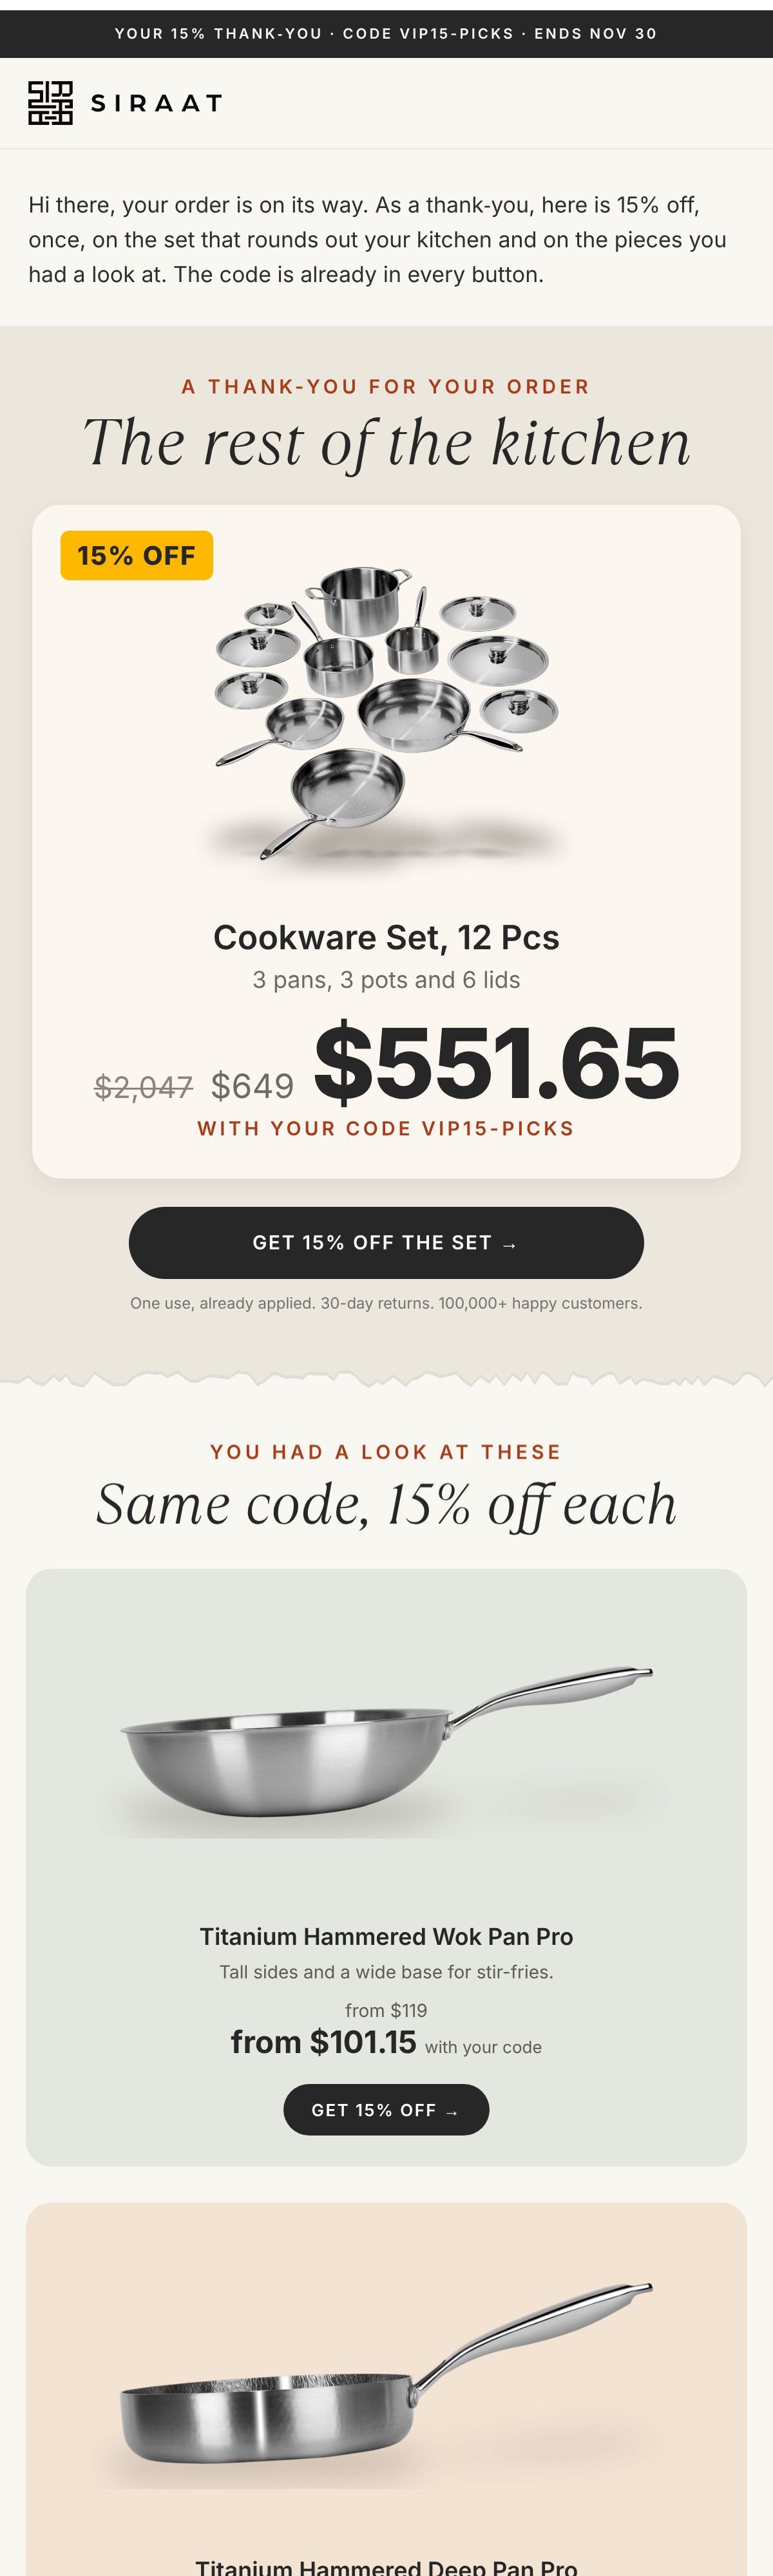 YOUR 15% THANK-YOU · CODE VIP15-PICKS · ENDS NOV 30
SIRAAT
Hi there, your order is on its way. As a thank-you, here is 15% off,
once, on the set that rounds out your kitchen and on the pieces you
had a look at. The code is already in every button.
A THANK-YOU FOR YOUR ORDER
The rest of the kitchen
15% OFF
Cookware Set, 12 Pcs
3 pans, 3 pots and 6 lids
$2,047 $649 $551.65
WITH YOUR CODE VIP15-PICKS
GET 15% OFF THE SET →
One use, already applied. 30-day returns. 100,000+ happy customers.
YOU HAD A LOOK AT THESE
Same code, 15% off each
Titanium Hammered Wok Pan Pro
Tall sides and a wide base for stir-fries.
from $119
from $101.15 with your code
GET 15% OFF →
Titanium Hammered Deep Pan Pro